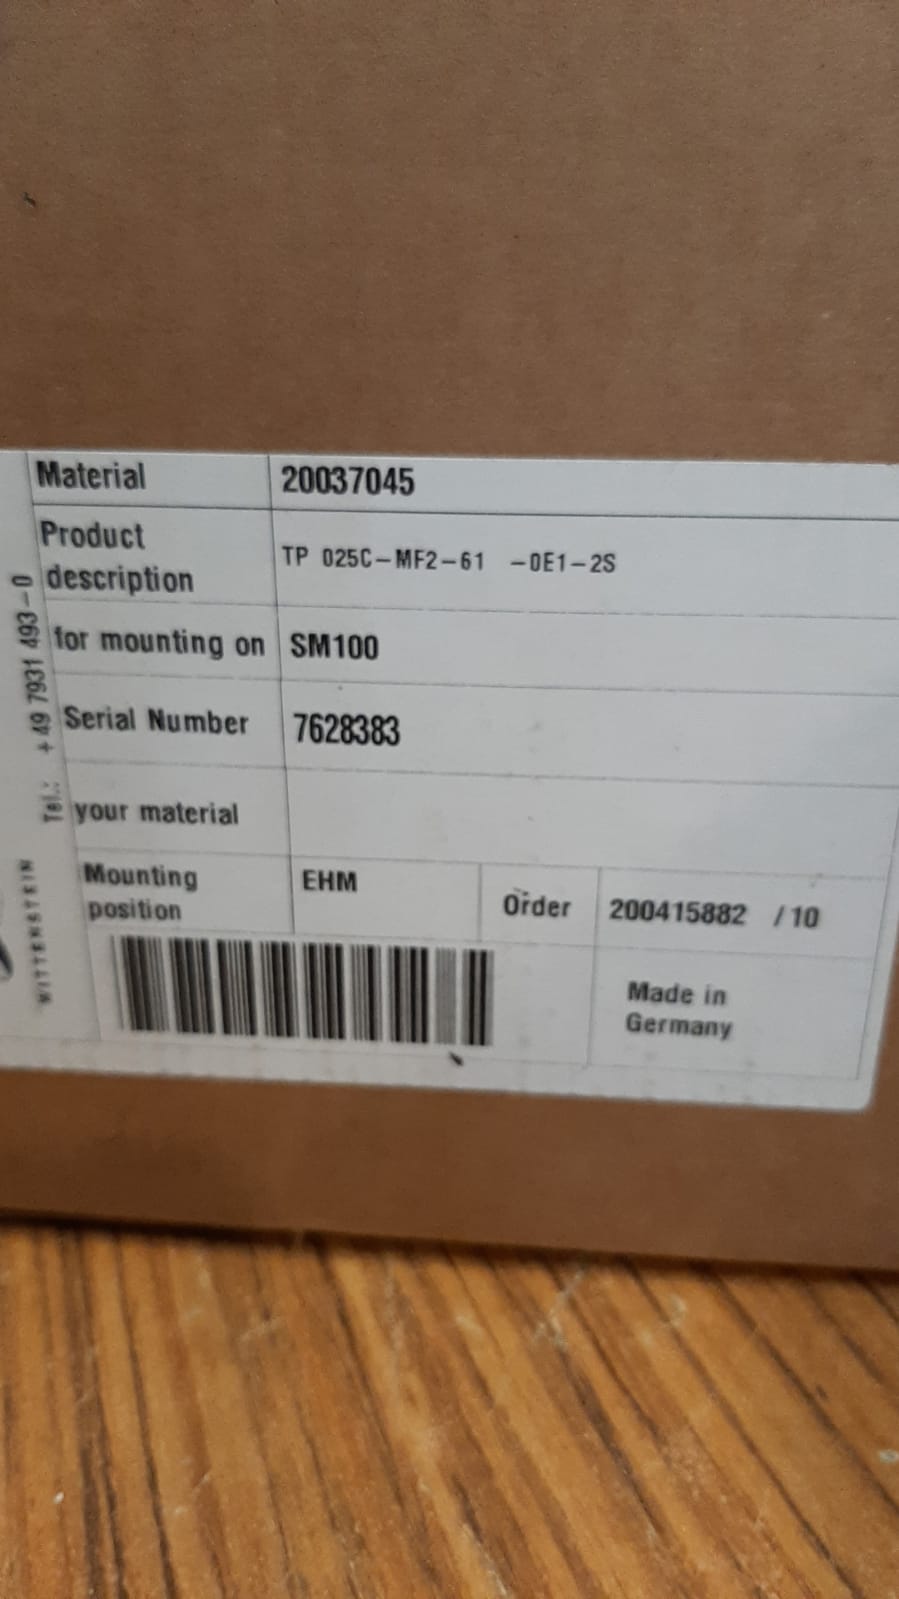 Material 20037045
Product description TP 025C-MF2-61 -0E1-2S
for mounting on SM100
Serial Number 7628383
your material
Mounting position EHM Order 200415882 /10
Made in
Germany
WITTENSTEIN Tel.: +49 7931 493-0